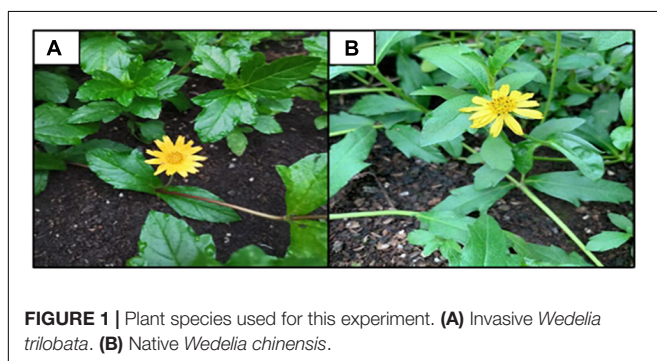 A B
FIGURE 1 | Plant species used for this experiment. (A) Invasive Wedelia
trilobata. (B) Native Wedelia chinensis.